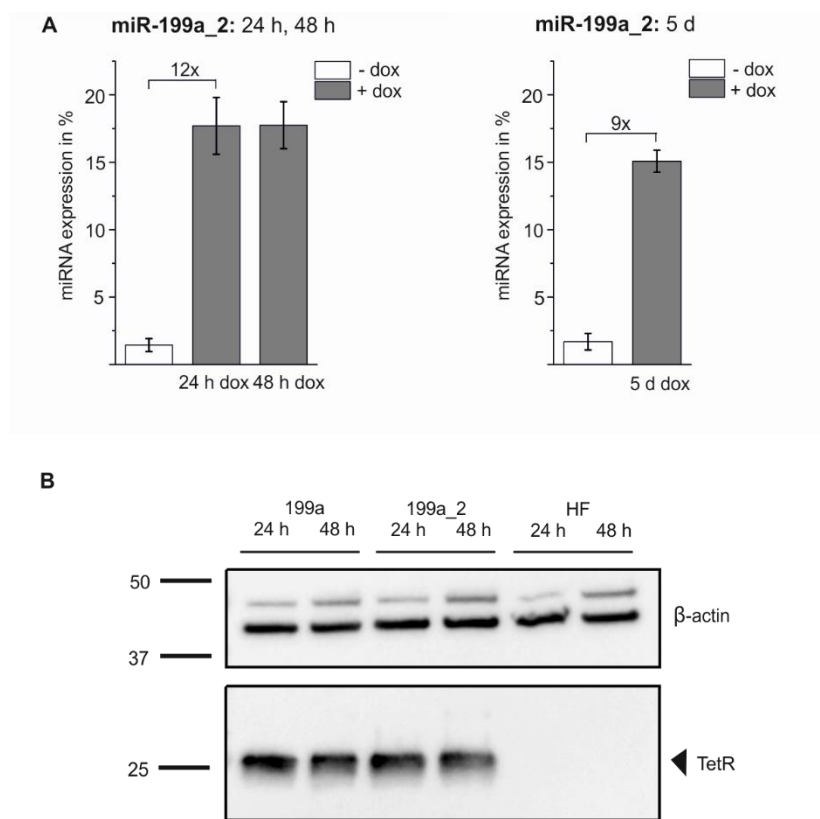 A
miR-199a_2: 24 h, 48 h
miRNA expression in %
20
15
10
5
12x
- dox
+ dox
24 h dox 48 h dox
miR-199a_2: 5 d
miRNA expression in %
20
15
10
5
9x
- dox
+ dox
5 d dox
B
199a 199a_2 HF
24 h 48 h 24 h 48 h 24 h 48 h
50
37
β-actin
25
TetR